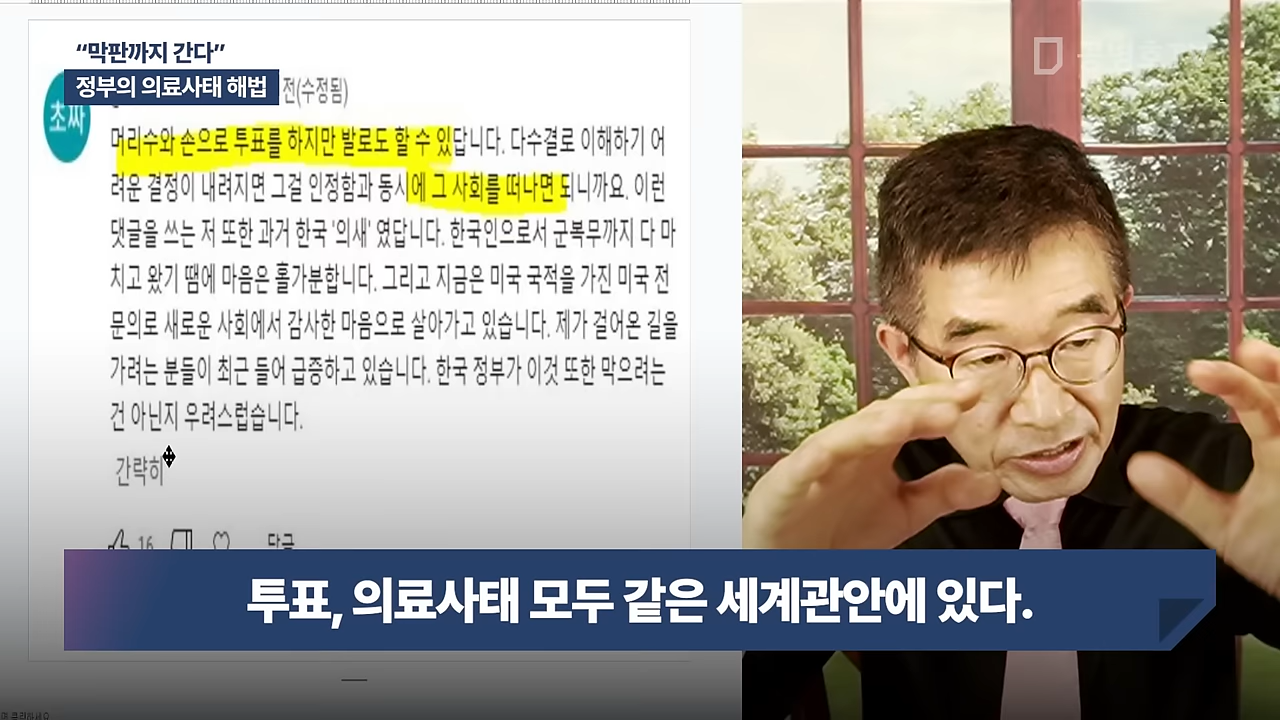 “막판까지 간다”
정부의 의료사태 해법
초짜
전(수정됨)
머리수와 손으로 투표를 하지만 발로도 할 수 있답니다. 다수결로 이해하기 어
려운 결정이 내려지면 그걸 인정함과 동시에 그 사회를 떠나면 되니까요. 이런
댓글을 쓰는 저 또한 과거 한국 '의새' 였답니다. 한국인으로서 군복무까지 다 마
치고 왔기 땜에 마음은 홀가분합니다. 그리고 지금은 미국 국적을 가진 미국 전
문의로 새로운 사회에서 감사한 마음으로 살아가고 있습니다. 제가 걸어온 길을
가려는 분들이 최근 들어 급증하고 있습니다. 한국 정부가 이것 또한 막으려는
건 아닌지 우려스럽습니다.
간략히
16
답글
투표, 의료사태 모두 같은 세계관안에 있다.